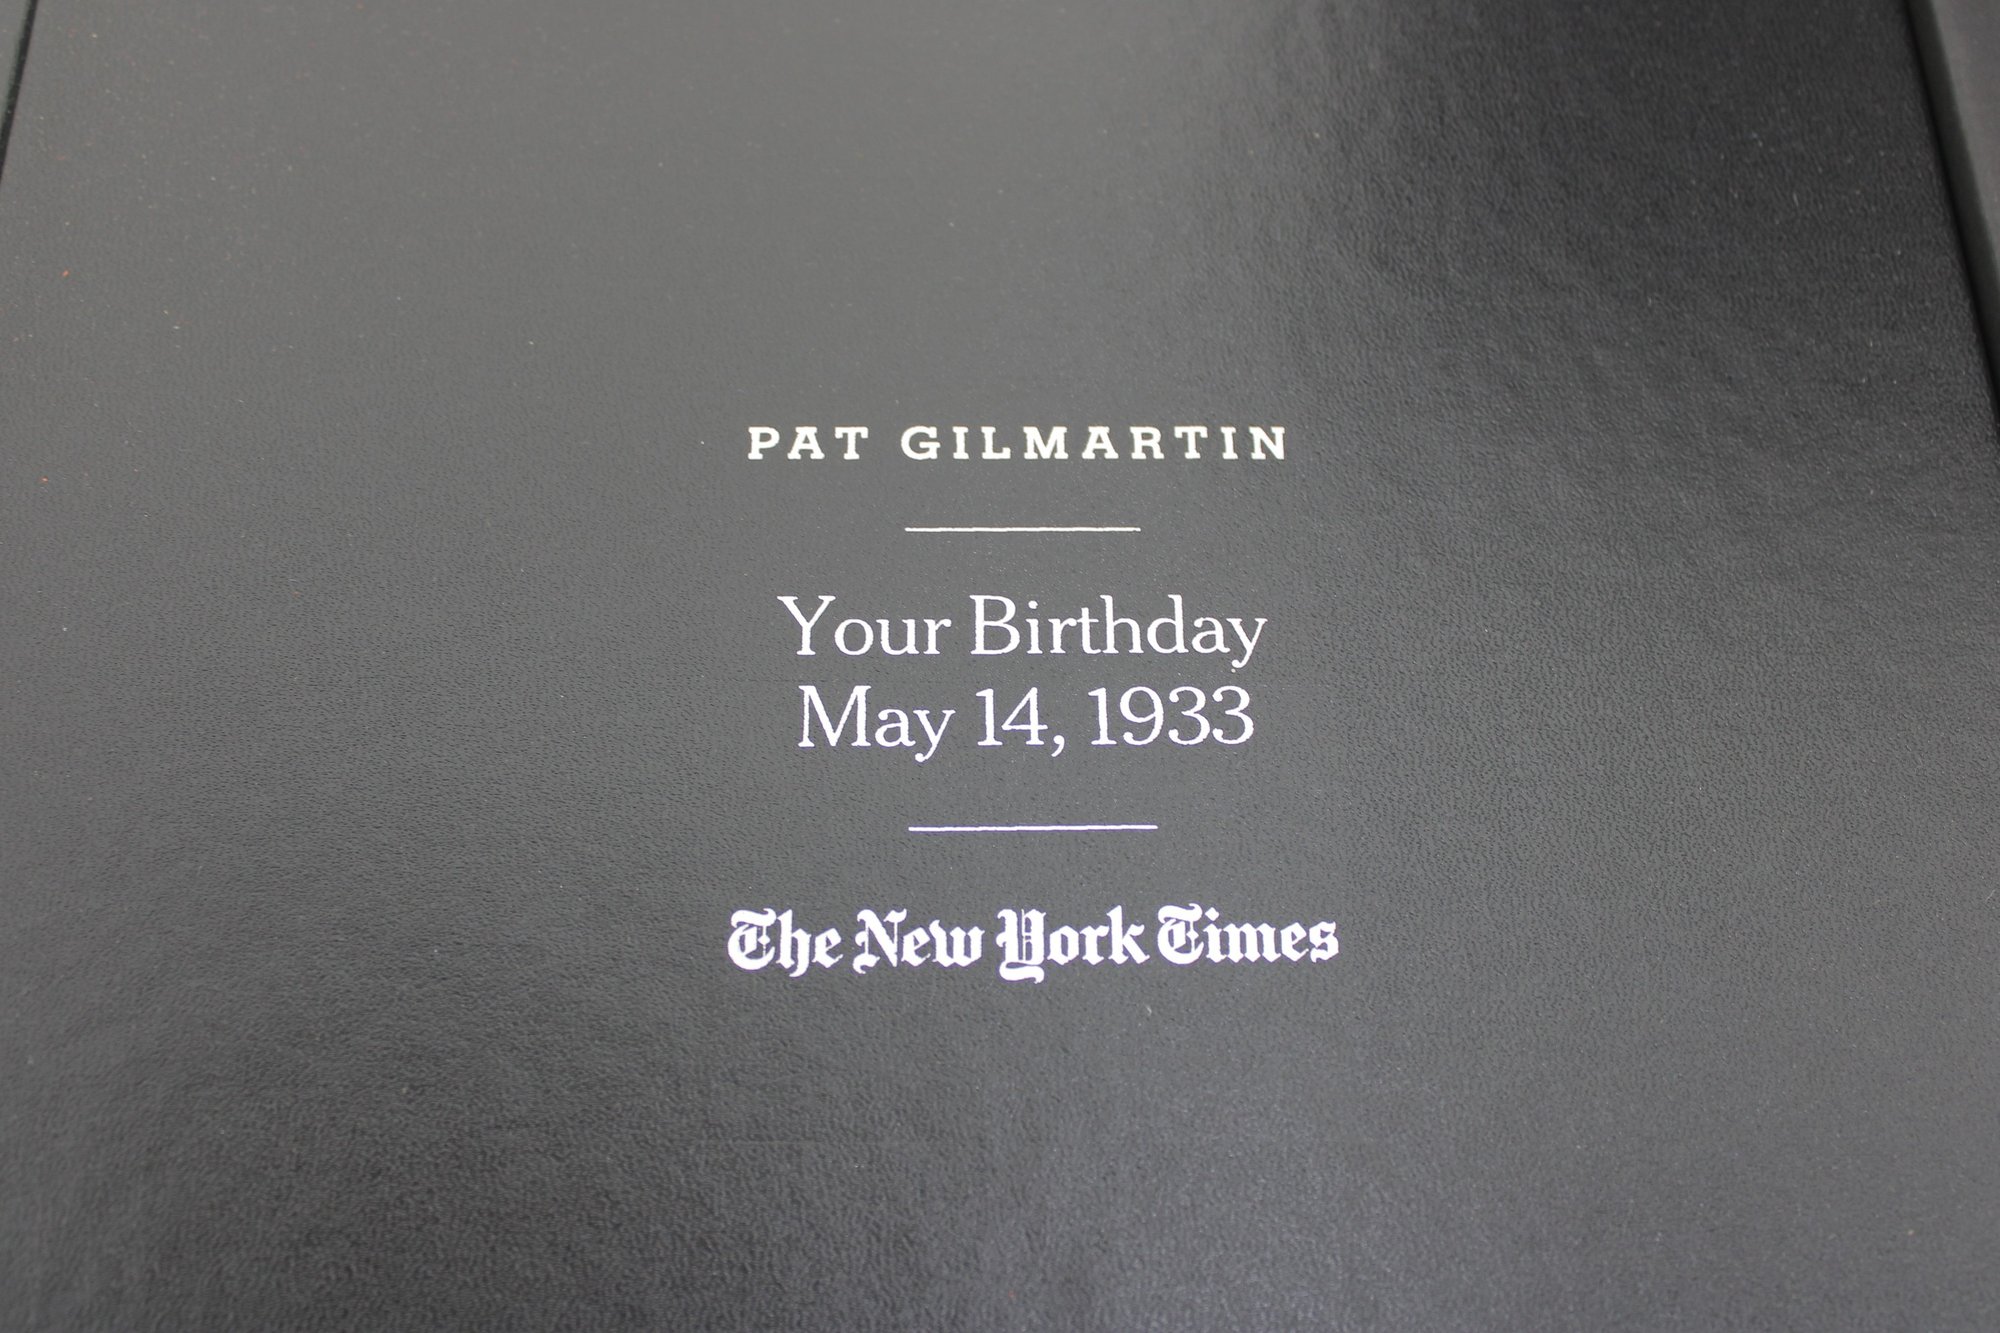 PAT GILMARTIN
Your Birthday
May 14, 1933
The New York Times